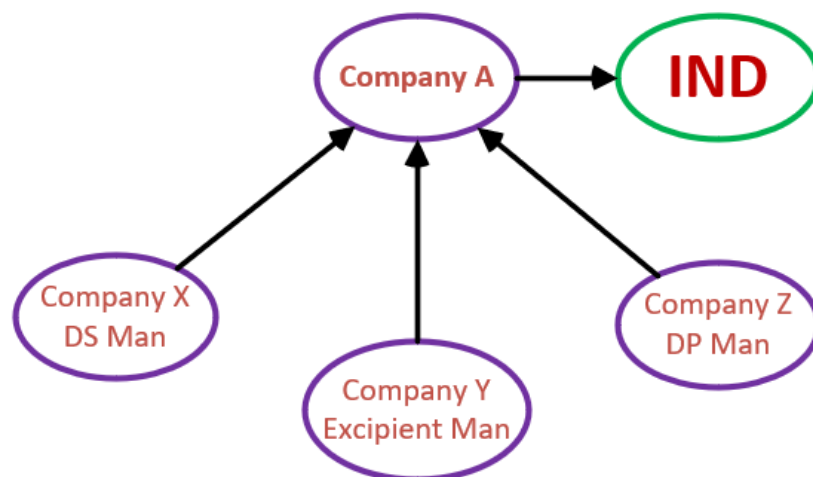 Company A
IND
Company X
DS Man
Company Y
Excipient Man
Company Z
DP Man